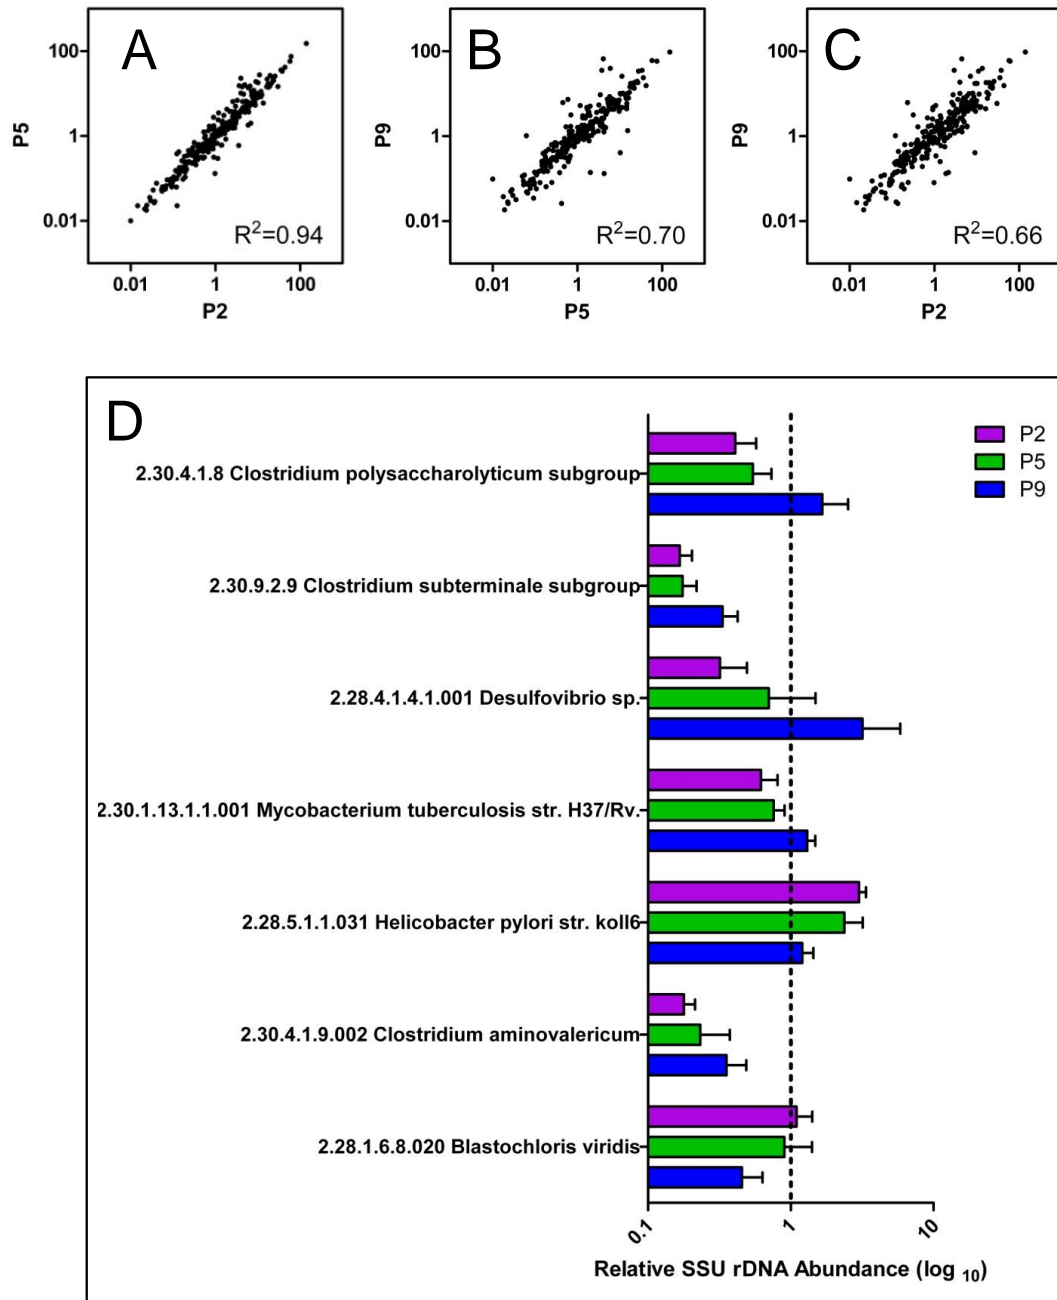 A
100
1
0.01
P5
R²=0.94
0.01 1 100
P2
B
100
1
0.01
P9
R²=0.70
0.01 1 100
P5
C
100
1
0.01
P9
R²=0.66
0.01 1 100
P2
D
P2
P5
P9
2.30.4.1.8 Clostridium polysaccharolyticum subgroup
2.30.9.2.9 Clostridium subterminale subgroup
2.28.4.1.4.1.001 Desulfovibrio sp.
2.30.1.13.1.1.001 Mycobacterium tuberculosis str. H37/Rv.
2.28.5.1.1.031 Helicobacter pylori str. koll6
2.30.4.1.9.002 Clostridium aminovalericum
2.28.1.6.8.020 Blastochloris viridis
0.1 1 10
Relative SSU rDNA Abundance (log 10)